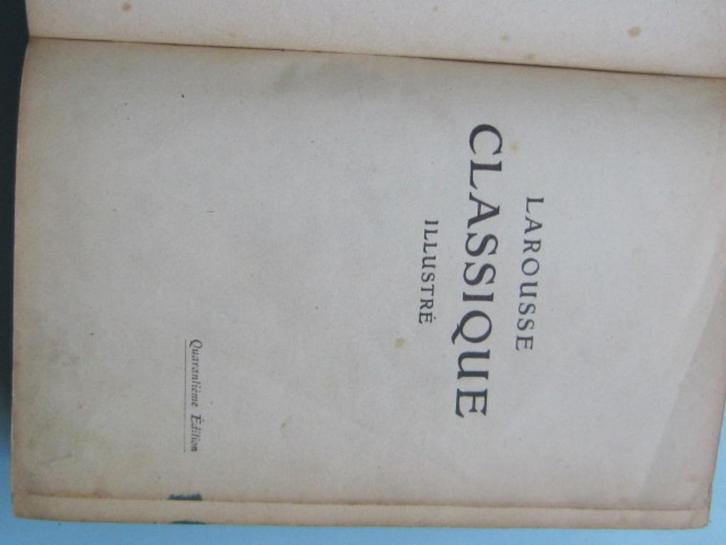 LAROUSSE
CLASSIQUE
ILLUSTRÉ
Quarantième Édition